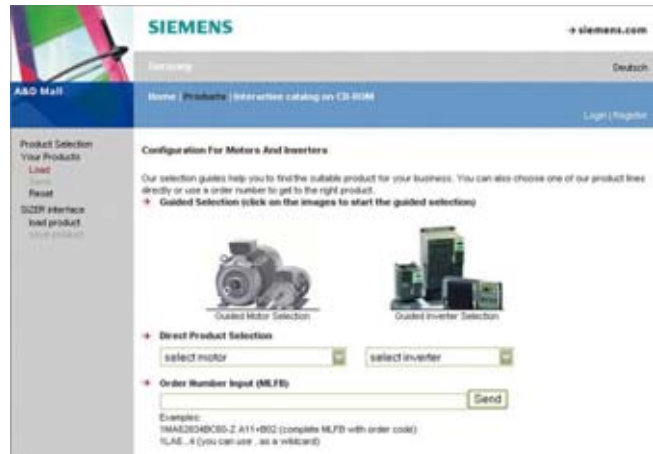 SIEMENS
→ siemens.com
Germany
Deutsch
A&D Mall
Home | Products | Interactive catalog on CD-ROM
Login | Register
Product Selection
Your Products
Load
Save
Reset
SIZER interface
load product
save product
Configuration For Motors And Inverters
Our selection guides help you to find the suitable product for your business. You can also choose one of our product lines
directly or use a order number to get to the right product.
→ Guided Selection (click on the images to start the guided selection)
Guided Motor Selection
Guided Inverter Selection
→ Direct Product Selection
select motor
select inverter
→ Order Number Input (MLFB)
Send
Examples:
(complete MLFB with order code)
(you can use . as a wildcard)